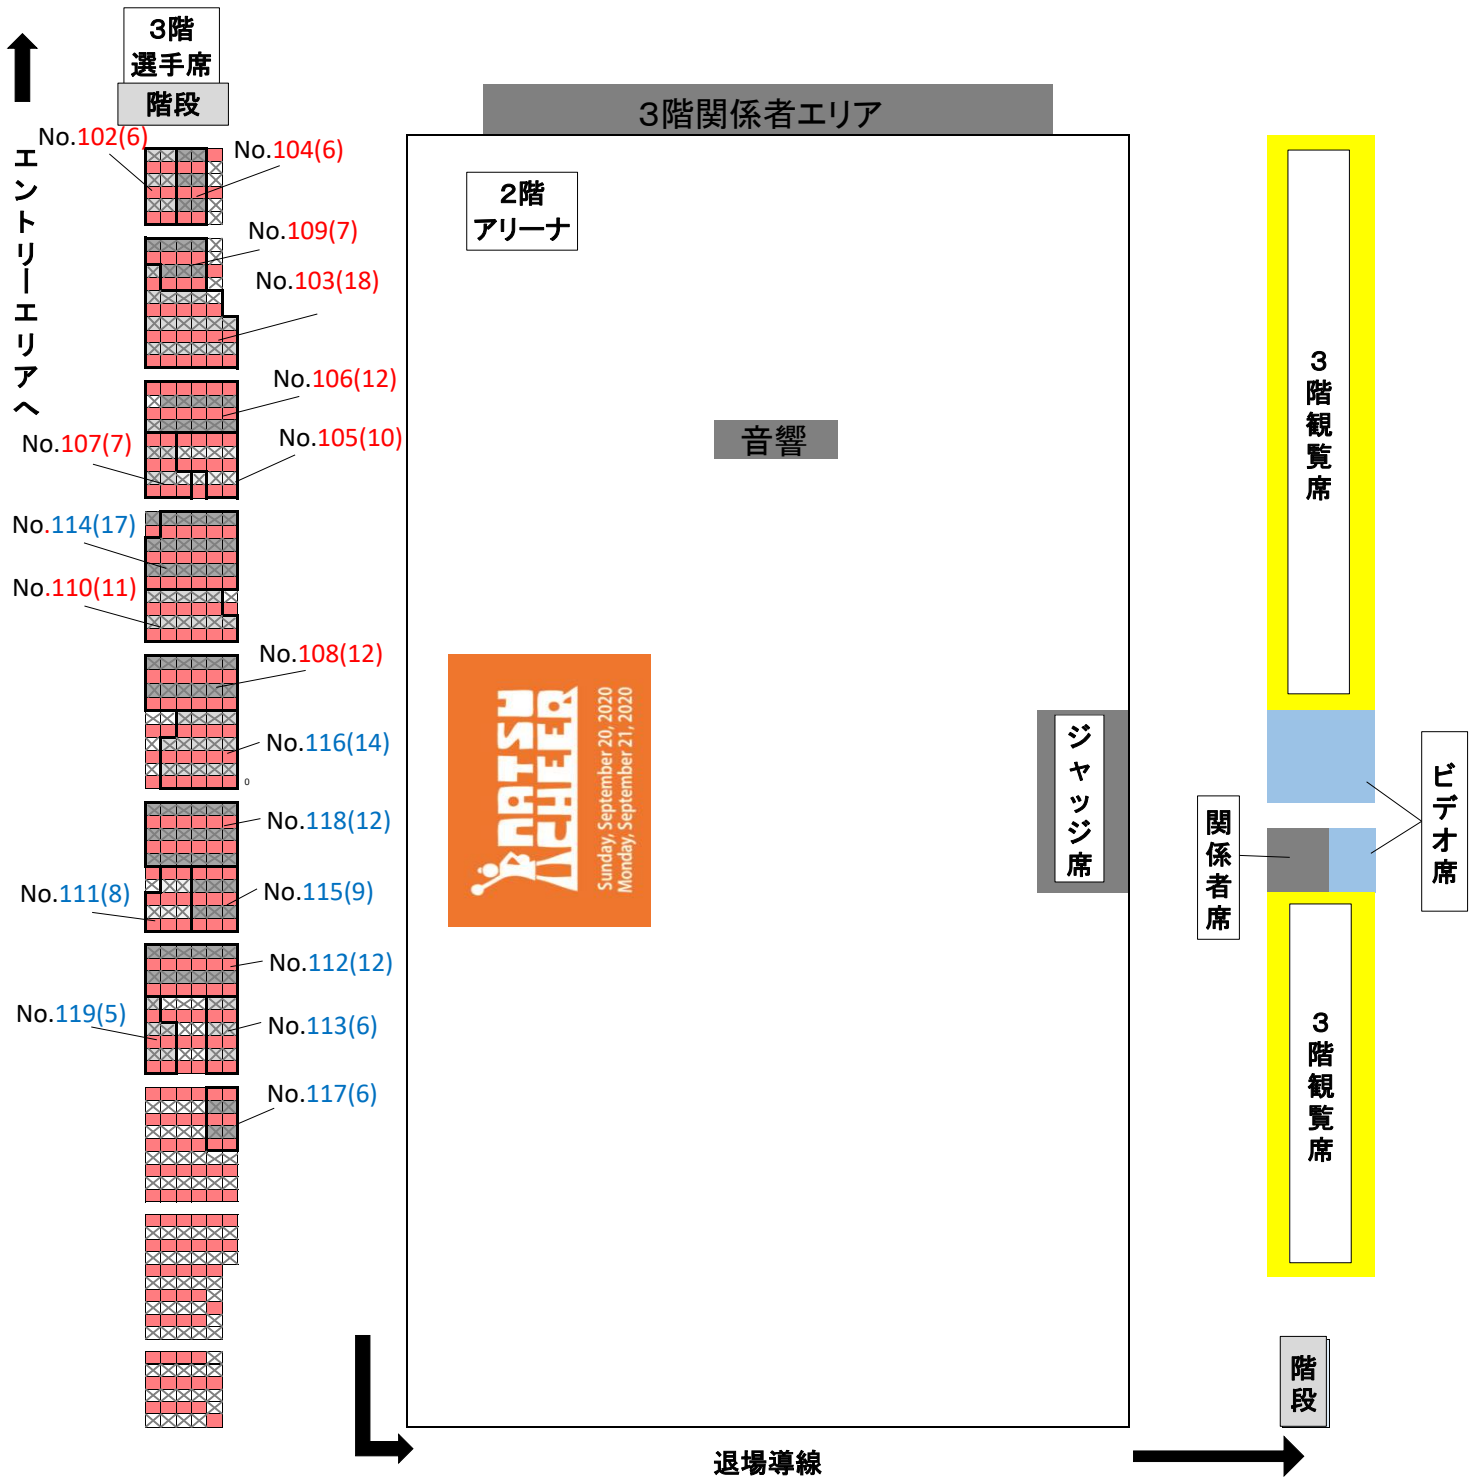 3階
選手席
階段
エントリーエリアへ
No.102(6)
No.104(6)
No.109(7)
No.103(18)
No.106(12)
No.107(7)
No.105(10)
No.114(17)
No.110(11)
No.108(12)
No.116(14)
0
No.118(12)
No.111(8)
No.115(9)
No.112(12)
No.119(5)
No.113(6)
No.117(6)
3階関係者エリア
2階
アリーナ
音響
NATSU
CHEER
Sunday, September 20, 2020
Monday, September 21, 2020
ジャッジ席
3階観覧席
ビデオ席
関係者席
3階観覧席
階段
退場導線